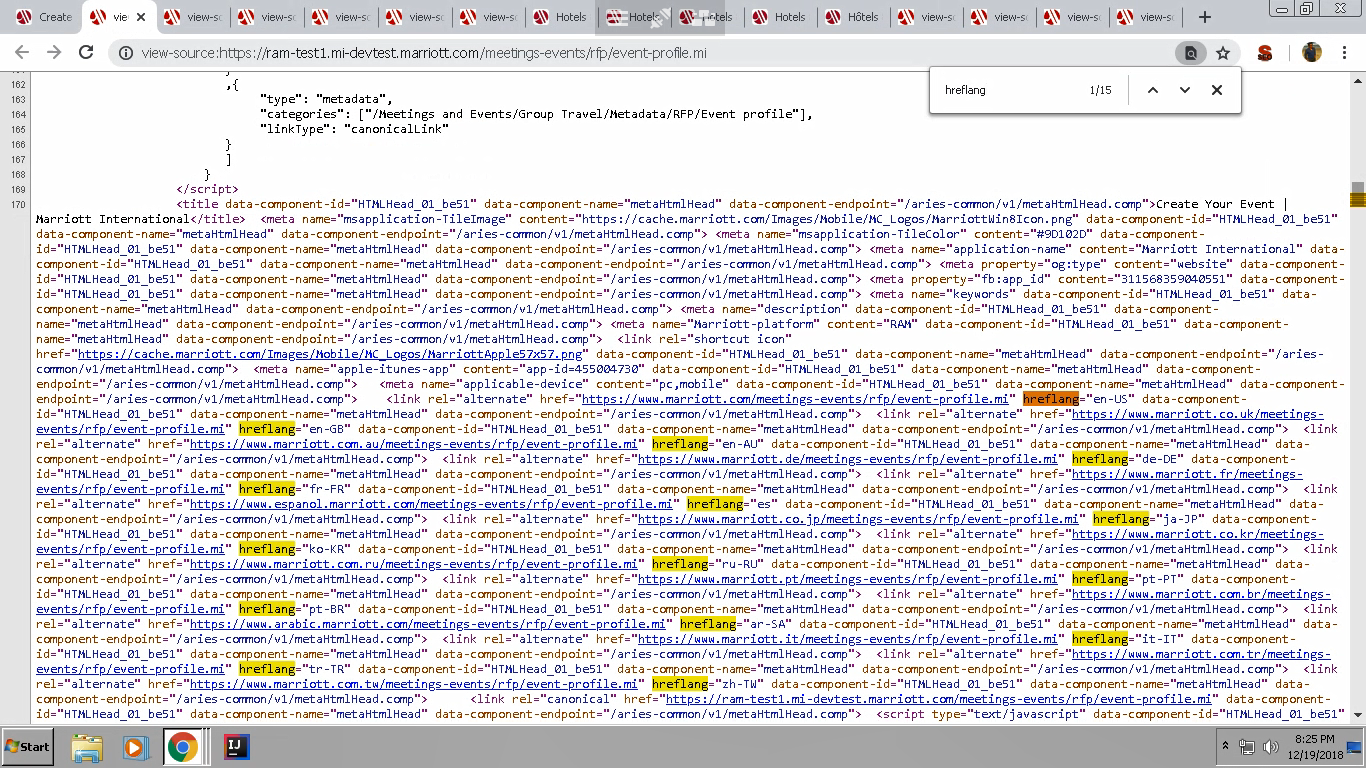 Create
vie
view-so
view-so
view-so
view-so
view-so
Hotels
Hotels
Hotels
Hotels
Hôtels
view-so
view-so
view-so
view-so
view-source:https://ram-test1.mi-devtest.marriott.com/meetings-events/rfp/event-profile.mi
hreflang 1/15
162 ,{
163 "type": "metadata",
164 "categories": ["/Meetings and Events/Group Travel/Metadata/RFP/Event profile"],
165 "linkType": "canonicalLink"
166 }
167 ]
168 }
169 </script>
170 <title data-component-id="HTMLHead_01_be51" data-component-name="metaHtmlHead" data-component-endpoint="/aries-common/v1/metaHtmlHead.comp">Create Your Event |
Marriott International</title> <meta name="msapplication-TileImage" content="https://cache.marriott.com/Images/Mobile/MC_Logos/MarriottWin8Icon.png" data-component-id="HTMLHead_01_be51"
data-component-name="metaHtmlHead" data-component-endpoint="/aries-common/v1/metaHtmlHead.comp"> <meta name="msapplication-TileColor" content="#9D102D" data-component-
id="HTMLHead_01_be51" data-component-name="metaHtmlHead" data-component-endpoint="/aries-common/v1/metaHtmlHead.comp"> <meta name="application-name" content="Marriott International" data-
component-id="HTMLHead_01_be51" data-component-name="metaHtmlHead" data-component-endpoint="/aries-common/v1/metaHtmlHead.comp"> <meta property="og:type" content="website" data-component-
id="HTMLHead_01_be51" data-component-name="metaHtmlHead" data-component-endpoint="/aries-common/v1/metaHtmlHead.comp"> <meta property="fb:app_id" content="311568359040551" data-component-
id="HTMLHead_01_be51" data-component-name="metaHtmlHead" data-component-endpoint="/aries-common/v1/metaHtmlHead.comp"> <meta name="keywords" data-component-id="HTMLHead_01_be51" data-
component-name="metaHtmlHead" data-component-endpoint="/aries-common/v1/metaHtmlHead.comp"> <meta name="description" data-component-id="HTMLHead_01_be51" data-component-
name="metaHtmlHead" data-component-endpoint="/aries-common/v1/metaHtmlHead.comp"> <meta name="Marriott-platform" content="RAM" data-component-id="HTMLHead_01_be51" data-component-
name="metaHtmlHead" data-component-endpoint="/aries-common/v1/metaHtmlHead.comp"> <link rel="shortcut icon"
href="https://cache.marriott.com/Images/Mobile/MC_Logos/MarriottApple57x57.png" data-component-id="HTMLHead_01_be51" data-component-name="metaHtmlHead" data-component-endpoint="/aries-
common/v1/metaHtmlHead.comp"> <meta name="apple-itunes-app" content="app-id=455004730" data-component-id="HTMLHead_01_be51" data-component-name="metaHtmlHead" data-component-
endpoint="/aries-common/v1/metaHtmlHead.comp"> <meta name="applicable-device" content="pc,mobile" data-component-id="HTMLHead_01_be51" data-component-name="metaHtmlHead" data-component-
endpoint="/aries-common/v1/metaHtmlHead.comp"> <link rel="alternate" href="https://www.marriott.com/meetings-events/rfp/event-profile.mi" hreflang="en-US" data-component-
id="HTMLHead_01_be51" data-component-name="metaHtmlHead" data-component-endpoint="/aries-common/v1/metaHtmlHead.comp"> <link rel="alternate" href="https://www.marriott.co.uk/meetings-
events/rfp/event-profile.mi" hreflang="en-GB" data-component-id="HTMLHead_01_be51" data-component-name="metaHtmlHead" data-component-endpoint="/aries-common/v1/metaHtmlHead.comp"> <link
rel="alternate" href="https://www.marriott.com.au/meetings-events/rfp/event-profile.mi" hreflang="en-AU" data-component-id="HTMLHead_01_be51" data-component-name="metaHtmlHead" data-
component-endpoint="/aries-common/v1/metaHtmlHead.comp"> <link rel="alternate" href="https://www.marriott.de/meetings-events/rfp/event-profile.mi" hreflang="de-DE" data-component-
id="HTMLHead_01_be51" data-component-name="metaHtmlHead" data-component-endpoint="/aries-common/v1/metaHtmlHead.comp"> <link rel="alternate" href="https://www.marriott.fr/meetings-
events/rfp/event-profile.mi" hreflang="fr-FR" data-component-id="HTMLHead_01_be51" data-component-name="metaHtmlHead" data-component-endpoint="/aries-common/v1/metaHtmlHead.comp"> <link
rel="alternate" href="https://www.espanol.marriott.com/meetings-events/rfp/event-profile.mi" hreflang="es" data-component-id="HTMLHead_01_be51" data-component-name="metaHtmlHead" data-
component-endpoint="/aries-common/v1/metaHtmlHead.comp"> <link rel="alternate" href="https://www.marriott.co.jp/meetings-events/rfp/event-profile.mi" hreflang="ja-JP" data-component-
id="HTMLHead_01_be51" data-component-name="metaHtmlHead" data-component-endpoint="/aries-common/v1/metaHtmlHead.comp"> <link rel="alternate" href="https://www.marriott.co.kr/meetings-
events/rfp/event-profile.mi" hreflang="ko-KR" data-component-id="HTMLHead_01_be51" data-component-name="metaHtmlHead" data-component-endpoint="/aries-common/v1/metaHtmlHead.comp"> <link
rel="alternate" href="https://www.marriott.com.ru/meetings-events/rfp/event-profile.mi" hreflang="ru-RU" data-component-id="HTMLHead_01_be51" data-component-name="metaHtmlHead" data-
component-endpoint="/aries-common/v1/metaHtmlHead.comp"> <link rel="alternate" href="https://www.marriott.pt/meetings-events/rfp/event-profile.mi" hreflang="pt-PT" data-component-
id="HTMLHead_01_be51" data-component-name="metaHtmlHead" data-component-endpoint="/aries-common/v1/metaHtmlHead.comp"> <link rel="alternate" href="https://www.marriott.com.br/meetings-
events/rfp/event-profile.mi" hreflang="pt-BR" data-component-id="HTMLHead_01_be51" data-component-name="metaHtmlHead" data-component-endpoint="/aries-common/v1/metaHtmlHead.comp"> <link
rel="alternate" href="https://www.arabic.marriott.com/meetings-events/rfp/event-profile.mi" hreflang="ar-SA" data-component-id="HTMLHead_01_be51" data-component-name="metaHtmlHead" data-
component-endpoint="/aries-common/v1/metaHtmlHead.comp"> <link rel="alternate" href="https://www.marriott.it/meetings-events/rfp/event-profile.mi" hreflang="it-IT" data-component-
id="HTMLHead_01_be51" data-component-name="metaHtmlHead" data-component-endpoint="/aries-common/v1/metaHtmlHead.comp"> <link rel="alternate" href="https://www.marriott.com.tr/meetings-
events/rfp/event-profile.mi" hreflang="tr-TR" data-component-id="HTMLHead_01_be51" data-component-name="metaHtmlHead" data-component-endpoint="/aries-common/v1/metaHtmlHead.comp"> <link
rel="alternate" href="https://www.marriott.com.tw/meetings-events/rfp/event-profile.mi" hreflang="zh-TW" data-component-id="HTMLHead_01_be51" data-component-name="metaHtmlHead" data-
component-endpoint="/aries-common/v1/metaHtmlHead.comp"> <link rel="canonical" href="https://ram-test1.mi-devtest.marriott.com/meetings-events/rfp/event-profile.mi" data-component-
id="HTMLHead_01_be51" data-component-name="metaHtmlHead" data-component-endpoint="/aries-common/v1/metaHtmlHead.comp"> <script type="text/javascript" data-component-id="HTMLHead_01_be51"
Start
IJ
8:25 PM
12/19/2018